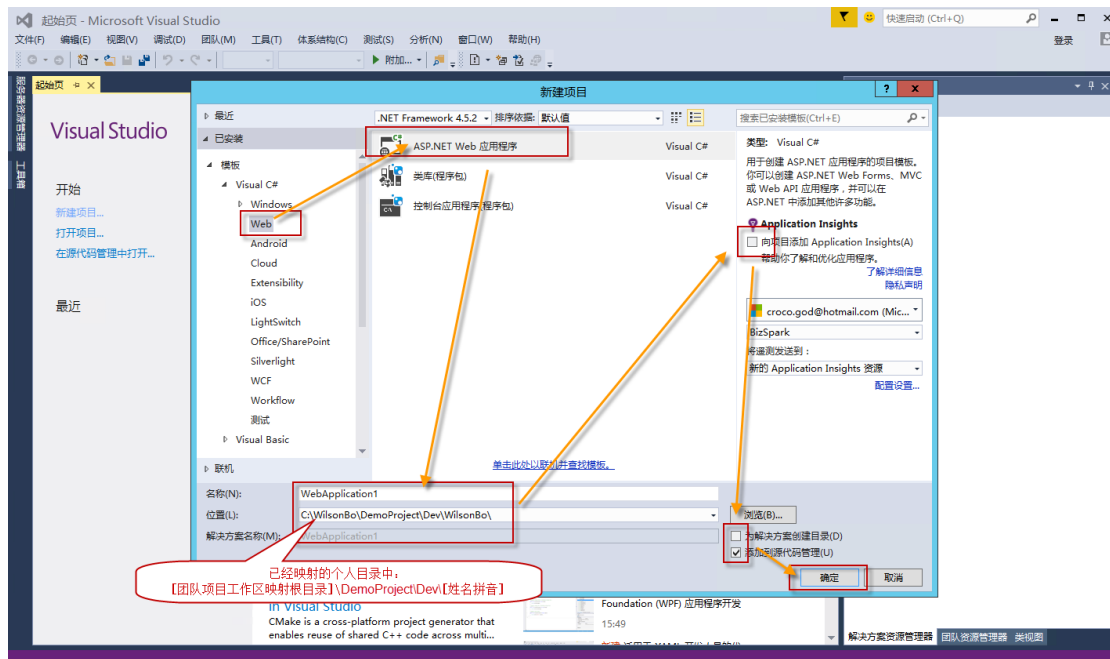 起始页 - Microsoft Visual Studio
快速启动 (Ctrl+Q)
文件(F) 编辑(E) 视图(V) 调试(D) 团队(M) 工具(T) 体系结构(C) 测试(S) 分析(N) 窗口(W) 帮助(H)
登录
附加...
服务器资源管理器
工具箱
起始页
Visual Studio
开始
新建项目...
打开项目...
在源代码管理中打开...
最近
新建项目
最近
.NET Framework 4.5.2 排序依据: 默认值
搜索已安装模板(Ctrl+E)
已安装
模板
Visual C#
Windows
Web
Android
Cloud
Extensibility
iOS
LightSwitch
Office/SharePoint
Silverlight
WCF
Workflow
测试
Visual Basic
联机
ASP.NET Web 应用程序 Visual C#
类库(程序包) Visual C#
控制台应用程序(程序包) Visual C#
单击此处以联机并查找模板。
类型: Visual C#
用于创建 ASP.NET 应用程序的项目模板。
你可以创建 ASP.NET Web Forms、MVC
或 Web API 应用程序，并可以在
ASP.NET 中添加其他许多功能。
Application Insights
向项目添加 Application Insights(A)
帮助你了解和优化应用程序。
了解详细信息
隐私声明
croco.god@hotmail.com (Mic...
BizSpark
将遥测发送到：
新的 Application Insights 资源
配置设置...
名称(N): WebApplication1
位置(L): C:\WilsonBo\DemoProject\Dev\WilsonBo\
浏览(B)...
解决方案名称(M): WebApplication1
为解决方案创建目录(D)
添加到源代码管理(U)
确定 取消
已经映射的个人目录中：
[团队项目工作区映射根目录]\DemoProject\Dev\[姓名拼音]
in Visual Studio
CMake is a cross-platform project generator that
enables reuse of shared C++ code across multi...
Foundation (WPF) 应用程序开发
15:49
解决方案资源管理器 团队资源管理器 类视图